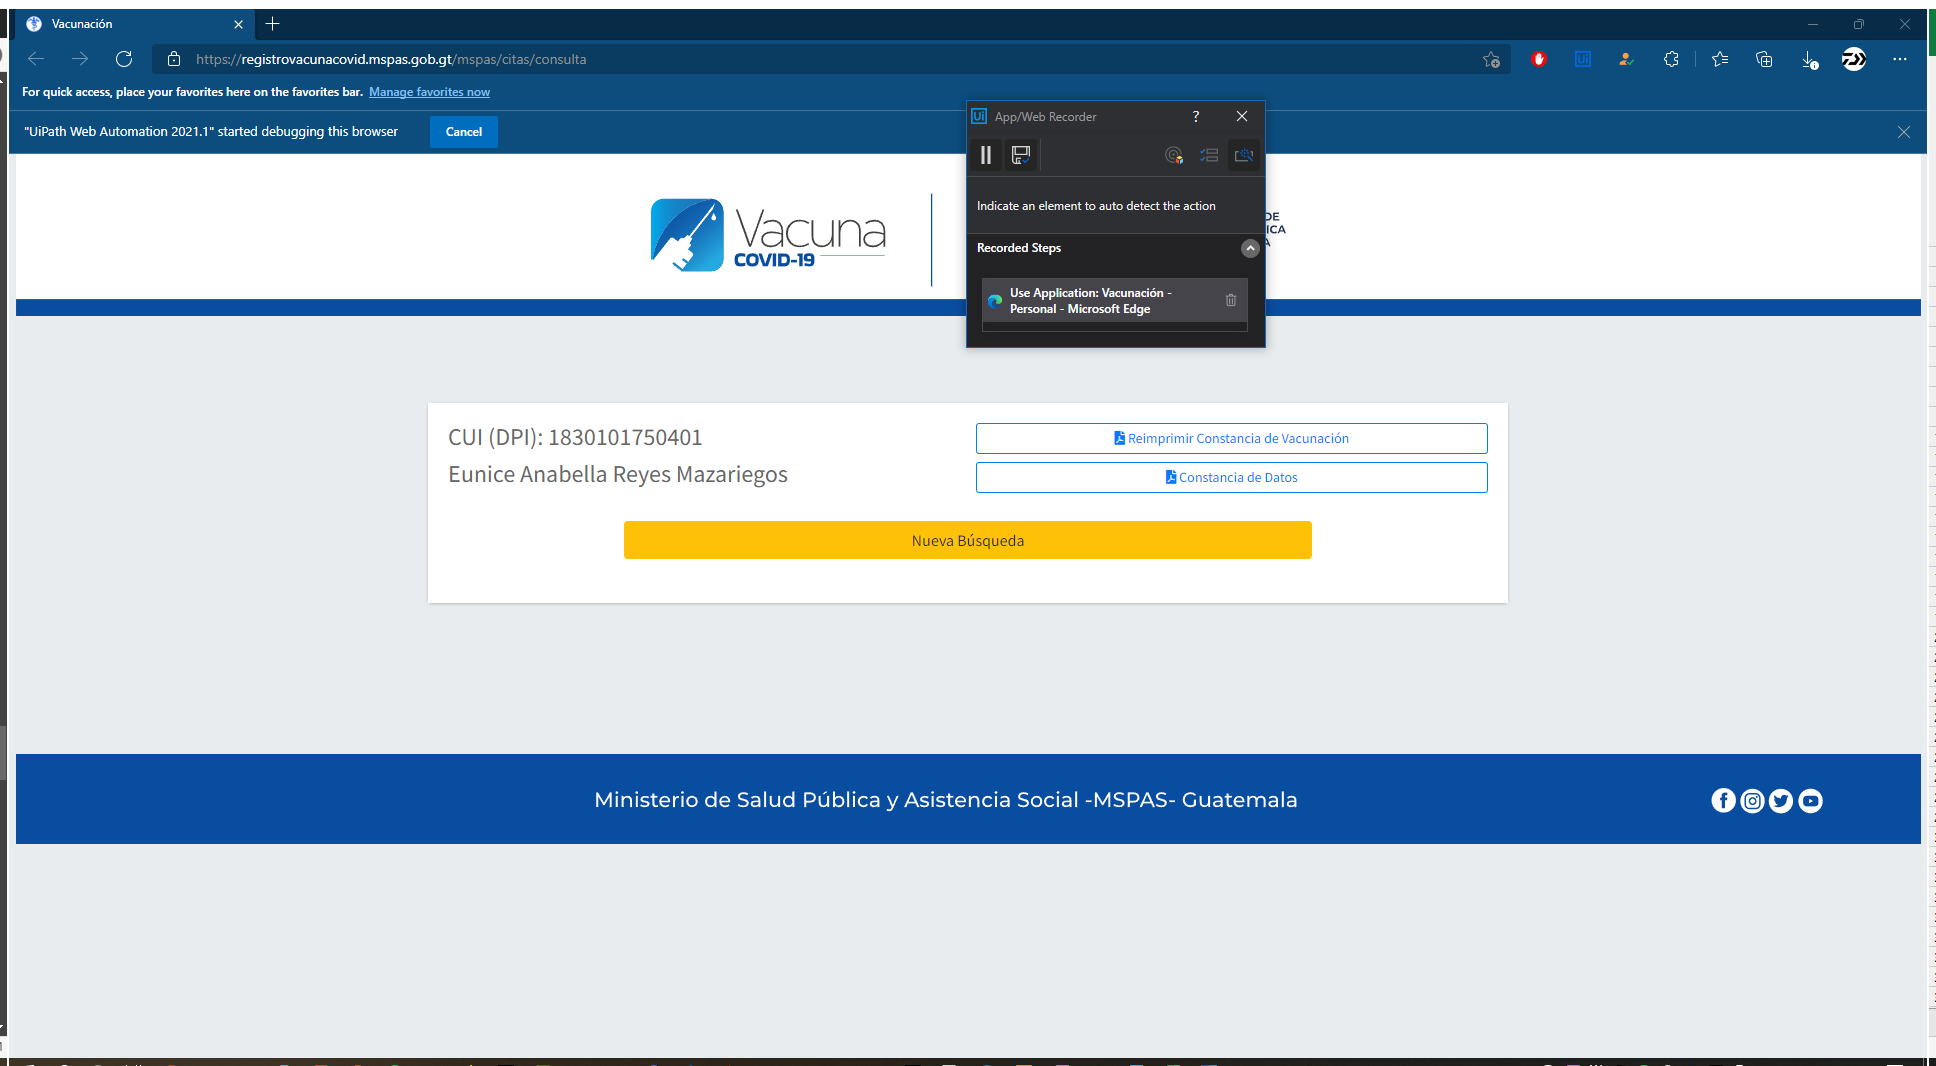 Vacunación
https://registrovacunacovid.mspas.gob.gt/mspas/citas/consulta
For quick access, place your favorites here on the favorites bar. Manage favorites now
"UiPath Web Automation 2021.1" started debugging this browser Cancel
Ui App/Web Recorder ?
Indicate an element to auto detect the action
Recorded Steps
Use Application: Vacunación -
Personal - Microsoft Edge
Vacuna
COVID-19
DE
ICA
A
CUI (DPI): 1830101750401
Eunice Anabella Reyes Mazariegos
Reimprimir Constancia de Vacunación
Constancia de Datos
Nueva Búsqueda
Ministerio de Salud Pública y Asistencia Social -MSPAS- Guatemala